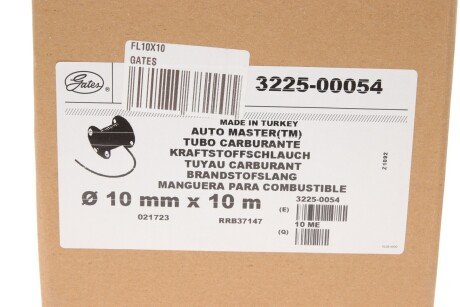 FL10X10
GATES
Gates®
3225-00054
MADE IN TURKEY
AUTO MASTER(TM)
TUBO CARBURANTE
KRAFTSTOFFSCHLAUCH
TUYAU CARBURANT
BRANDSTOFSLANG
MANGUERA PARA COMBUSTIBLE
Ø 10 mm x 10 m
(E) 3225-0054
021723
RRB37147
10 ME
(Q)